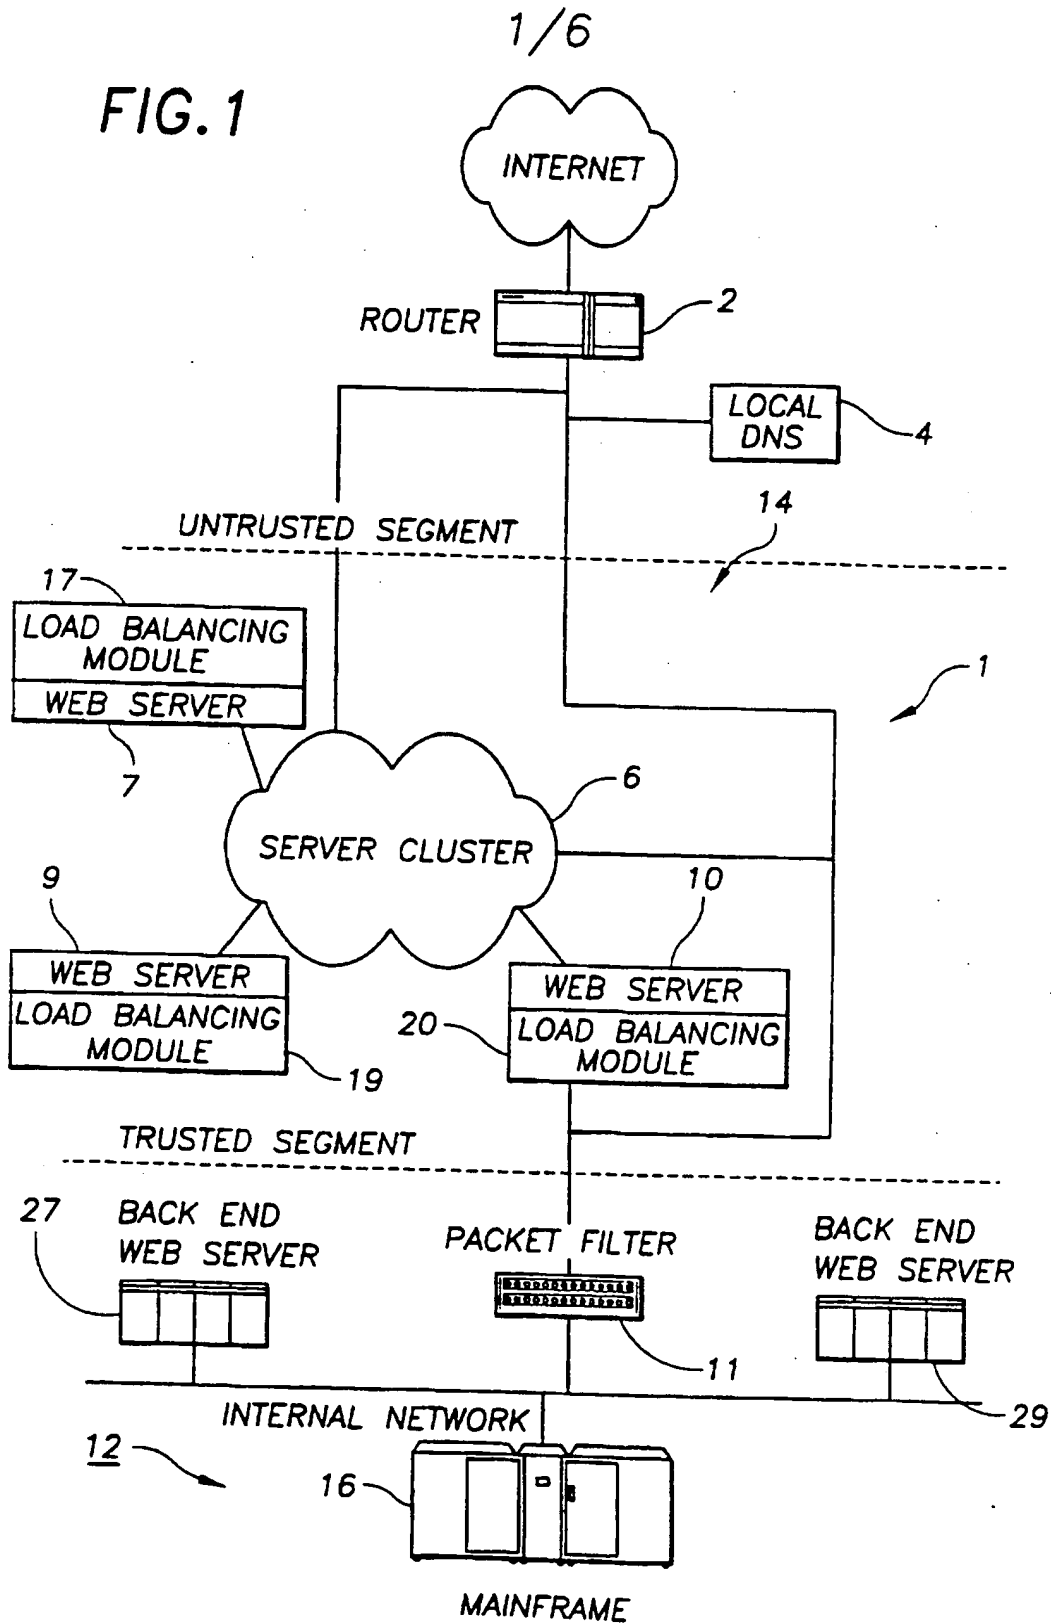 1/6
FIG. 1
INTERNET
ROUTER
2
LOCAL
DNS
4
14
UNTRUSTED SEGMENT
17
LOAD BALANCING
MODULE
WEB SERVER
7
1
6
SERVER CLUSTER
9
10
WEB SERVER
LOAD BALANCING
MODULE
19
WEB SERVER
20
LOAD BALANCING
MODULE
TRUSTED SEGMENT
27
BACK END
WEB SERVER
PACKET FILTER
BACK END
WEB SERVER
11
29
INTERNAL NETWORK
12
16
MAINFRAME